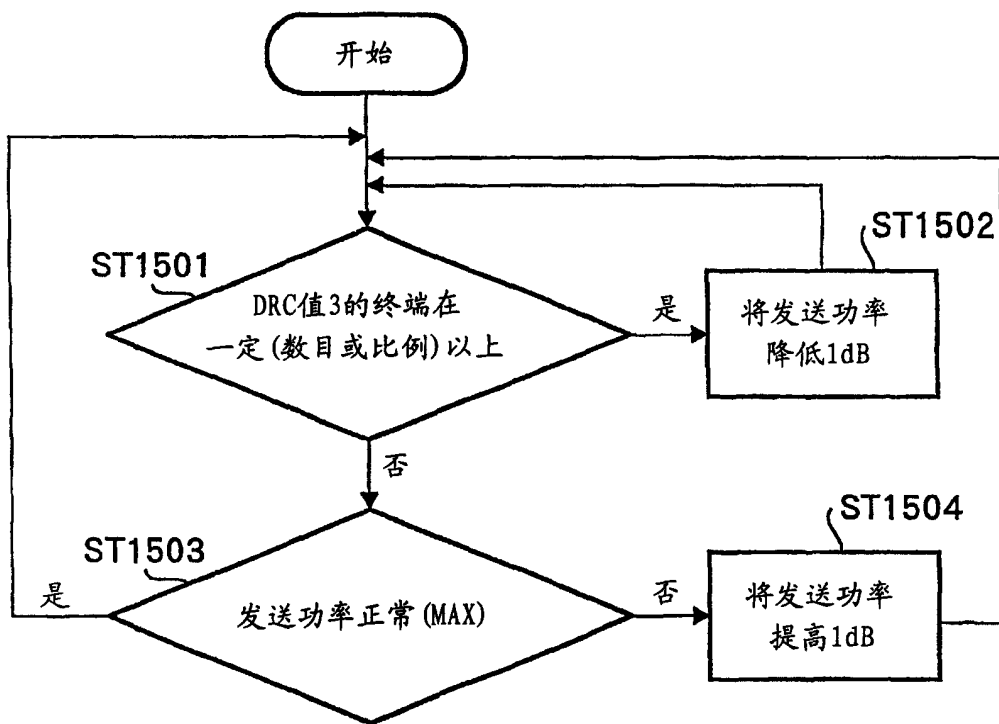 开始
ST1501
DRC值3的终端在
一定(数目或比例)以上
是
ST1502
将发送功率
降低1dB
否
ST1503
发送功率正常(MAX)
是
否
ST1504
将发送功率
提高1dB